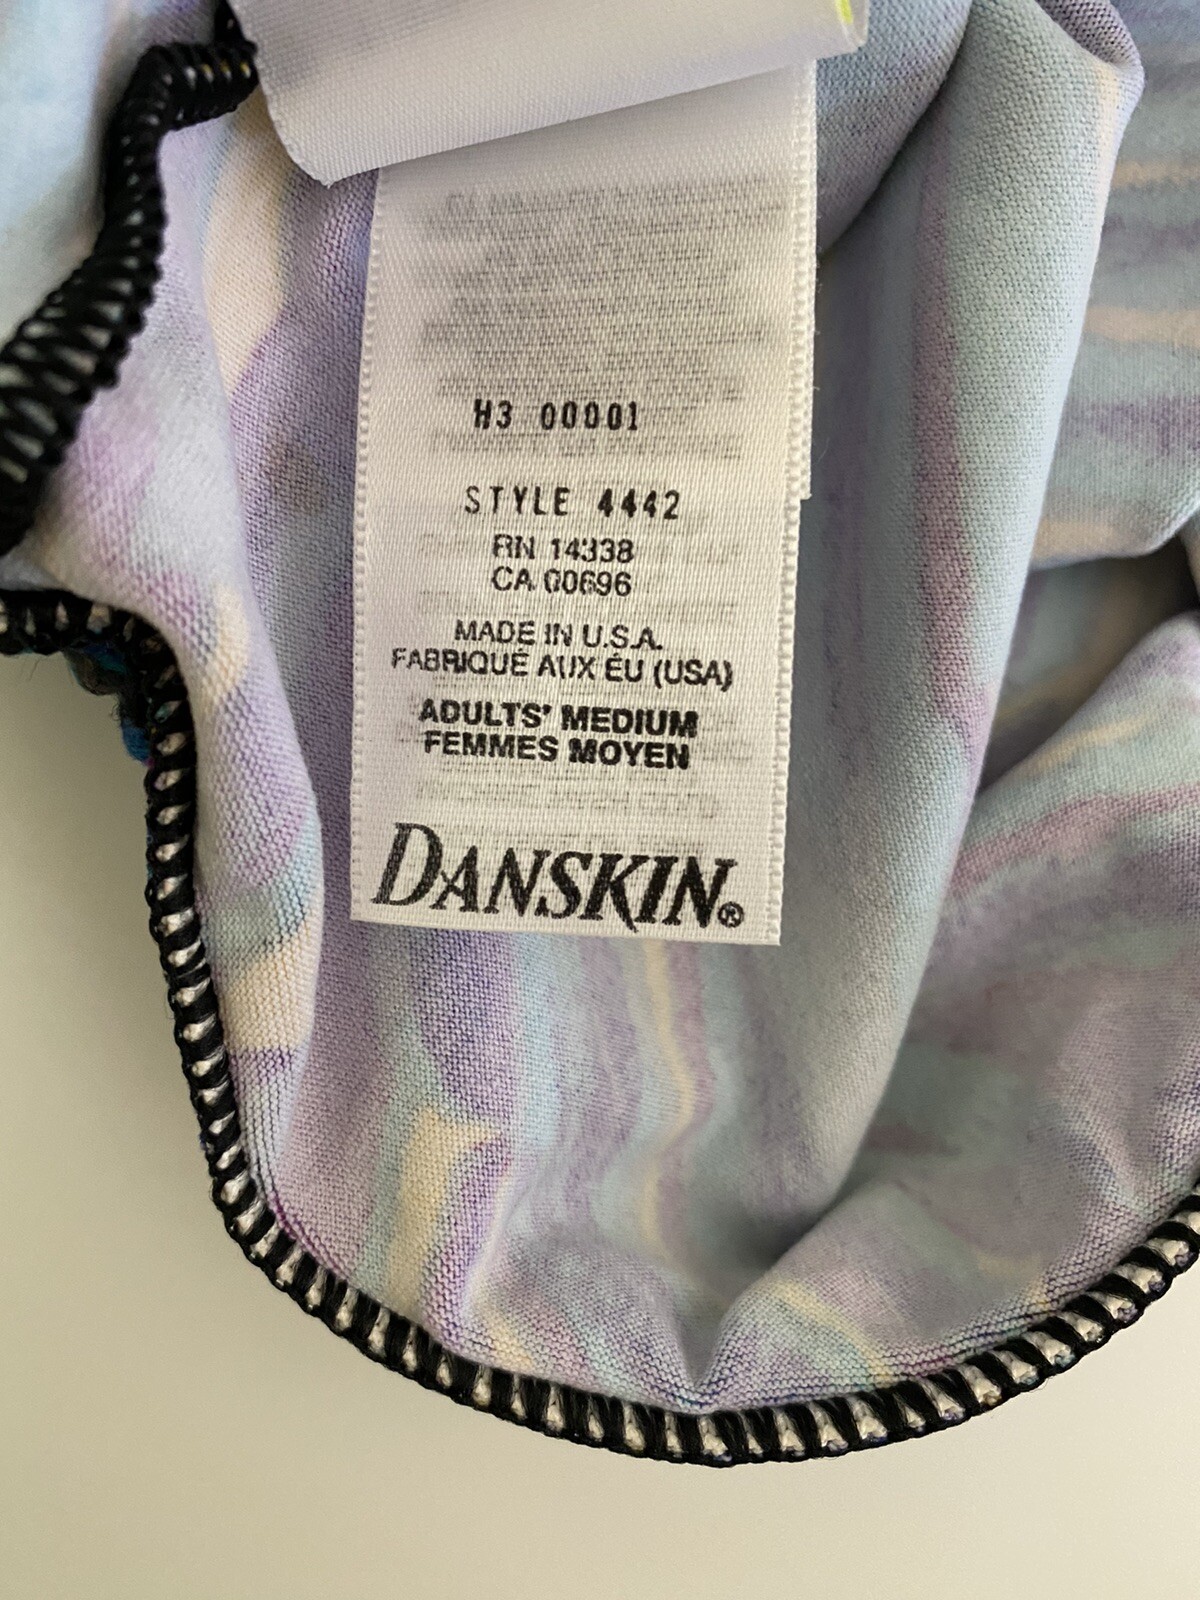 H3 00001
STYLE 4442
RN 14338
CA 00696
MADE IN U.S.A.
FABRIQUÉ AUX ÉU (USA)
ADULTS' MEDIUM
FEMMES MOYEN
DANSKIN®